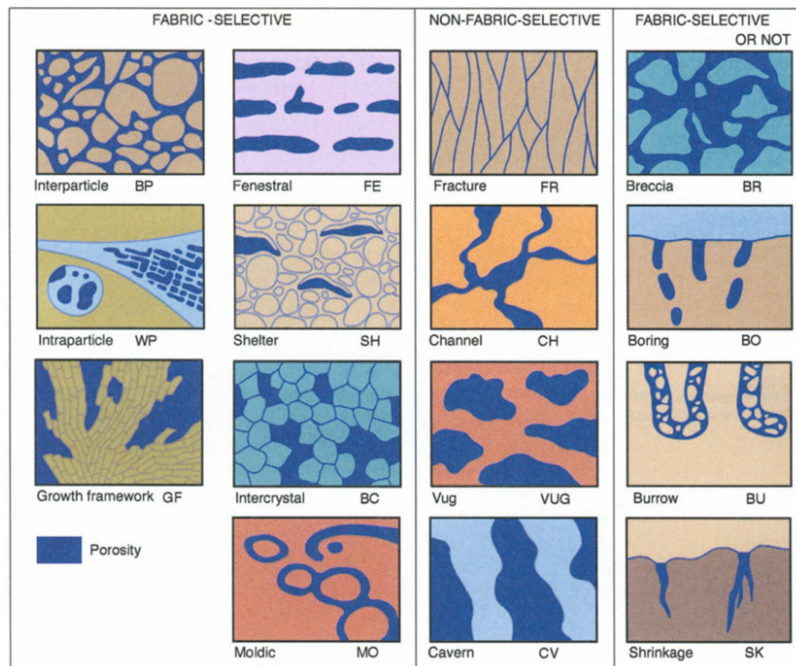 FABRIC - SELECTIVE
NON-FABRIC-SELECTIVE
FABRIC-SELECTIVE
OR NOT
Interparticle BP
Fenestral FE
Fracture FR
Breccia BR
Intraparticle WP
Shelter SH
Channel CH
Boring BO
Growth framework GF
Intercrystal BC
Vug VUG
Burrow BU
Porosity
Moldic MO
Cavern CV
Shrinkage SK